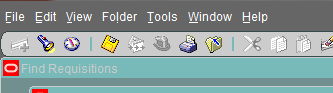 File Edit View Folder Tools Window Help
Find Requisitions